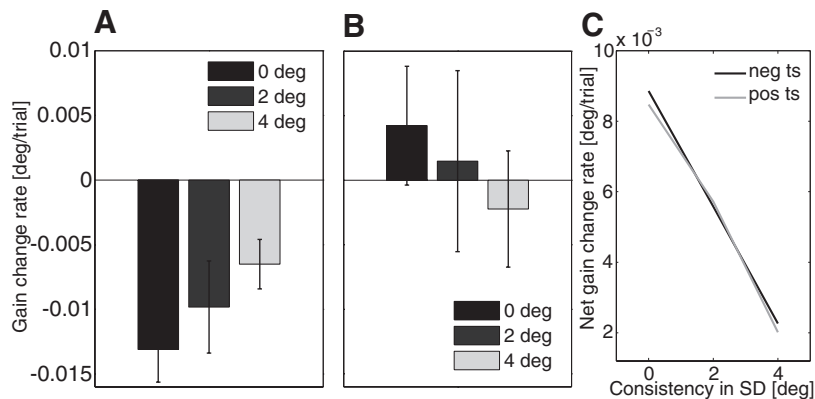 A
B
C
0.01
0.005
0
-0.005
-0.01
-0.015
Gain change rate [deg/trial]
0 deg
2 deg
4 deg
0 deg
2 deg
4 deg
x 10⁻³
10
8
6
4
2
Net gain change rate [deg/trial]
neg ts
pos ts
0 2 4
Consistency in SD [deg]